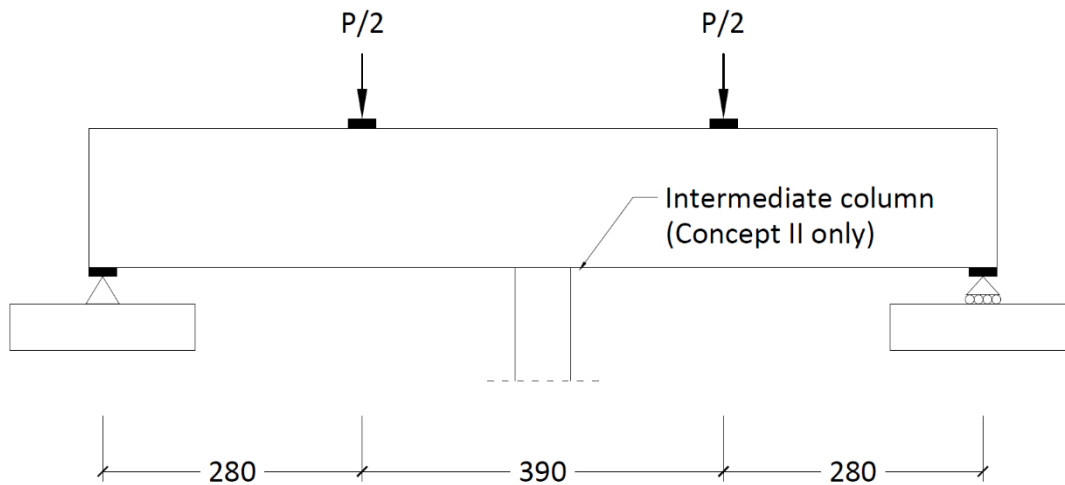 P/2
P/2
Intermediate column
(Concept II only)
280
390
280